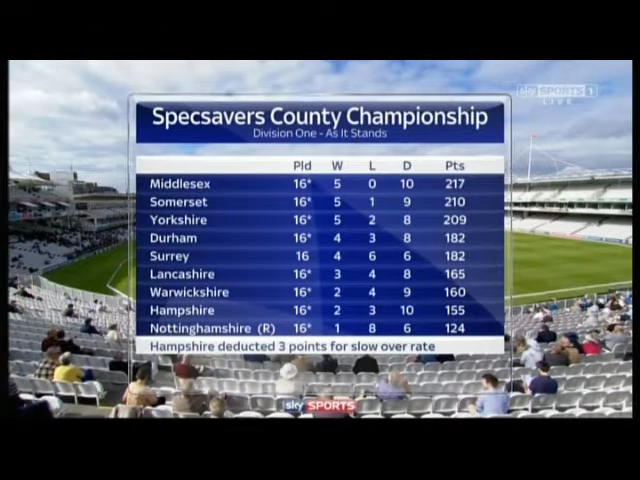 sky SPORTS 1
LIVE
Specsavers County Championship
Division One - As It Stands
Pld W L D Pts
Middlesex 16* 5 0 10 217
Somerset 16* 5 1 9 210
Yorkshire 16* 5 2 8 209
Durham 16* 4 3 8 182
Surrey 16 4 6 6 182
Lancashire 16* 3 4 8 165
Warwickshire 16* 2 4 9 160
Hampshire 16* 2 3 10 155
Nottinghamshire (R) 16* 1 8 6 124
Hampshire deducted 3 points for slow over rate
sky SPORTS